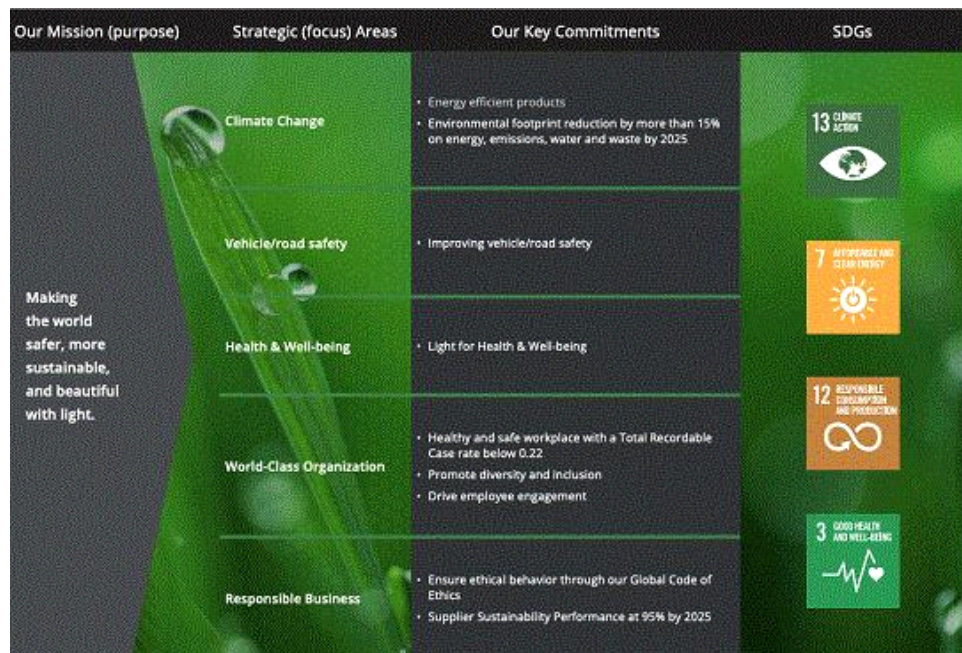 Our Mission (purpose)
Strategic (focus) Areas
Our Key Commitments
SDGs
Making
the world
safer, more
sustainable,
and beautiful
with light.
Climate Change
• Energy efficient products
• Environmental footprint reduction by more than 15%
on energy, emissions, water and waste by 2025
Vehicle/road safety
• Improving vehicle/road safety
Health & Well-being
• Light for Health & Well-being
World-Class Organization
• Healthy and safe workplace with a Total Recordable
Case rate below 0.22
• Promote diversity and inclusion
• Drive employee engagement
Responsible Business
• Ensure ethical behavior through our Global Code of
Ethics
• Supplier Sustainability Performance at 95% by 2025
13 CLIMATE
ACTION
7 AFFORDABLE AND
CLEAN ENERGY
12 RESPONSIBLE
CONSUMPTION
AND PRODUCTION
3 GOOD HEALTH
AND WELL-BEING